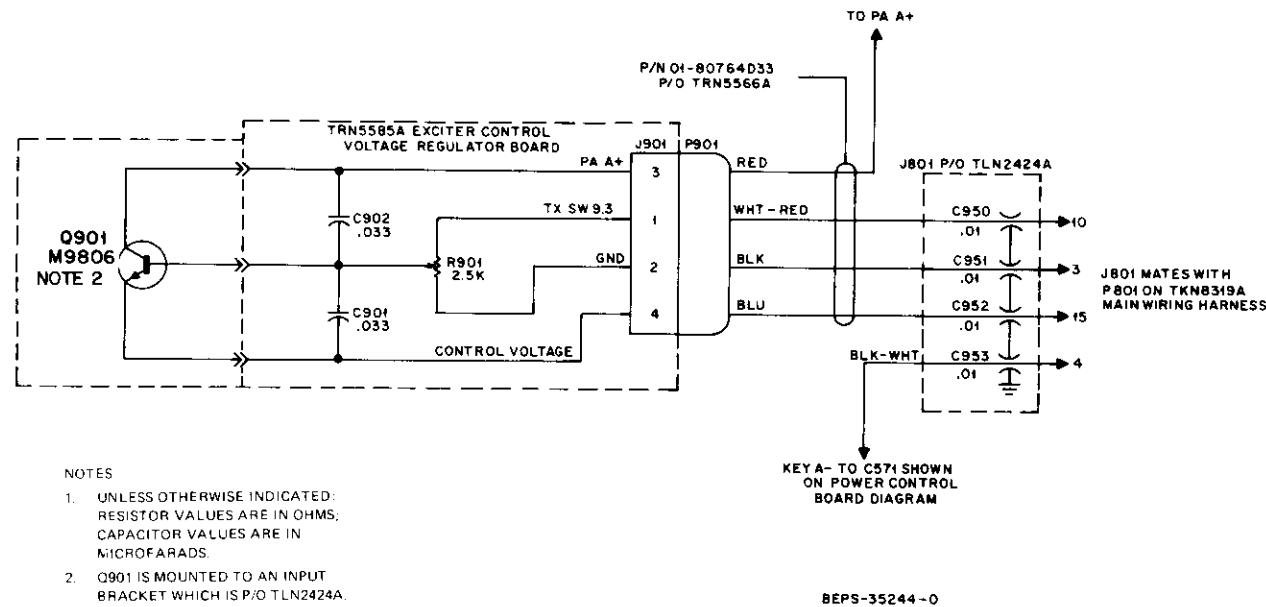 TO PA A+
P/N 01-80764D33
P/O TRN5566A
TRN5585A EXCITER CONTROL
VOLTAGE REGULATOR BOARD
J901 P901
J801 P/O TLN2424A
PA A+
3
RED
C902
.033
TX SW 9.3
1
WHT-RED
C950
.01
10
Q901
M9806
NOTE 2
R901
2.5K
GND
2
BLK
C951
.01
3
J801 MATES WITH
P801 ON TKN8319A
MAIN WIRING HARNESS
C901
.033
4
BLU
C952
.01
15
CONTROL VOLTAGE
BLK-WHT
C953
.01
4
KEY A- TO C571 SHOWN
ON POWER CONTROL
BOARD DIAGRAM
NOTES
1. UNLESS OTHERWISE INDICATED:
RESISTOR VALUES ARE IN OHMS;
CAPACITOR VALUES ARE IN
MICROFARADS.
2. Q901 IS MOUNTED TO AN INPUT
BRACKET WHICH IS P/O TLN2424A.
BEPS-35244-O